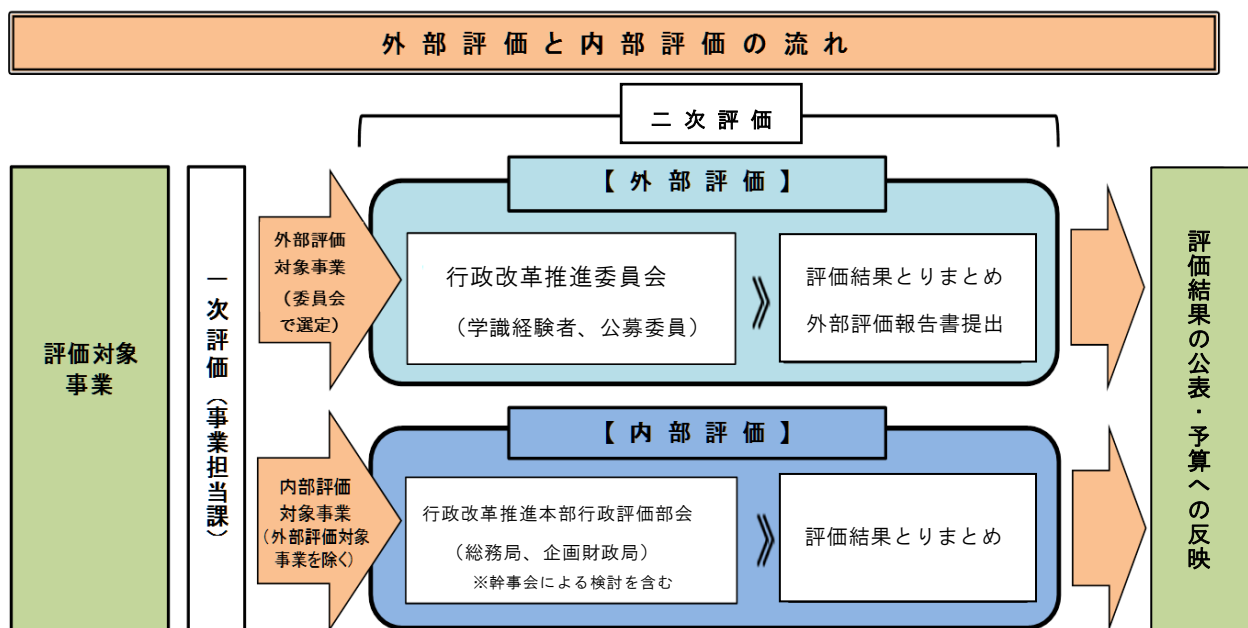 外部評価と内部評価の流れ
二次評価
評価対象
事業
一次評価（事業担当課）
外部評価
対象事業
（委員会
で選定）
【外部評価】
行政改革推進委員会
（学識経験者、公募委員）
》
評価結果とりまとめ
外部評価報告書提出
内部評価
対象事業
（外部評価対象
事業を除く）
【内部評価】
行政改革推進本部行政評価部会
（総務局、企画財政局）
※幹事会による検討を含む
》
評価結果とりまとめ
評価結果の公表・予算への反映